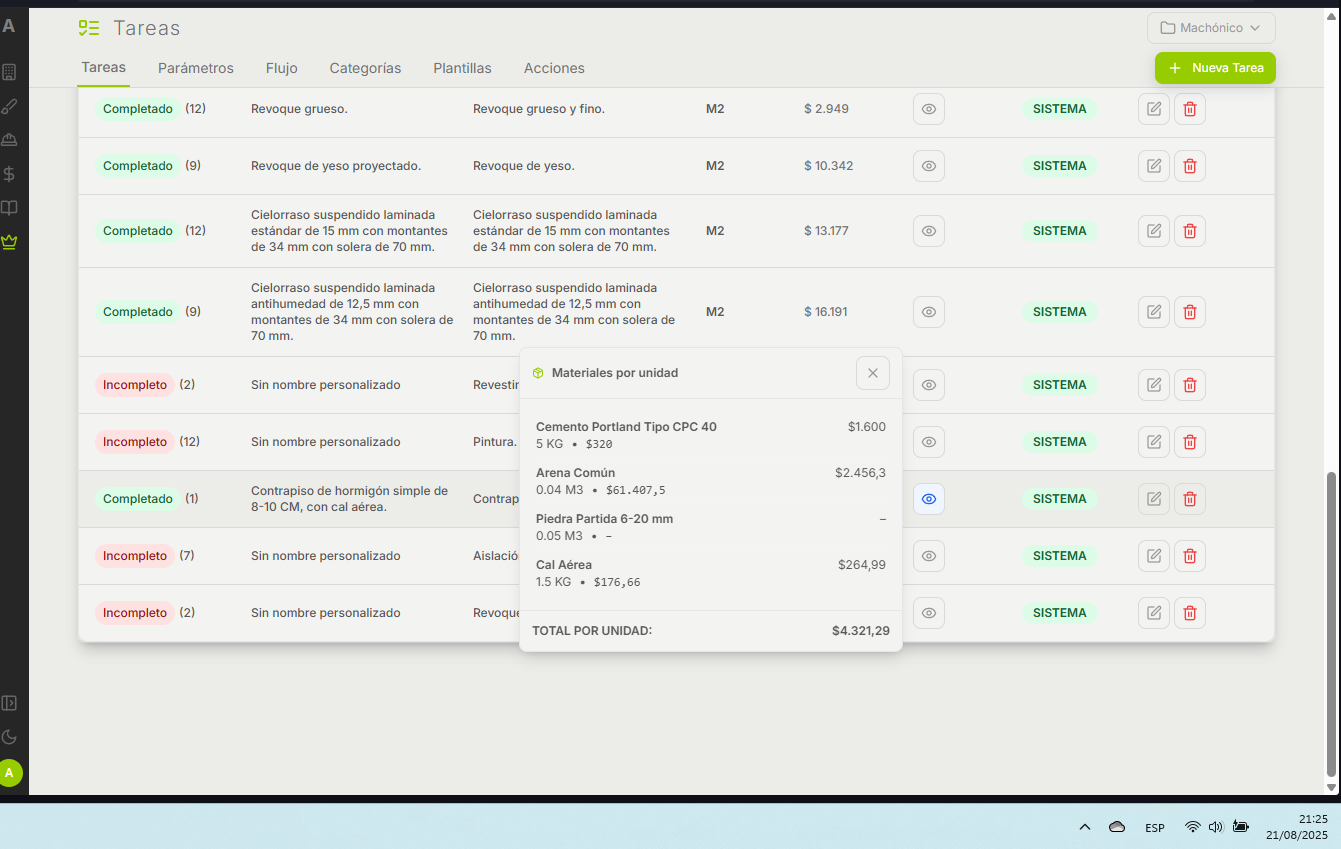 A
Tareas
Machónico
Tareas Parámetros Flujo Categorías Plantillas Acciones
+ Nueva Tarea
Completado (12) Revoque grueso. Revoque grueso y fino. M2 $ 2.949 SISTEMA
Completado (9) Revoque de yeso proyectado. Revoque de yeso. M2 $ 10.342 SISTEMA
Cielorraso suspendido laminada Cielorraso suspendido laminada
Completado (12) estándar de 15 mm con montantes estándar de 15 mm con montantes M2 $ 13.177 SISTEMA
de 34 mm con solera de 70 mm. de 34 mm con solera de 70 mm.
Cielorraso suspendido laminada Cielorraso suspendido laminada
antihumedad de 12,5 mm con antihumedad de 12,5 mm con
Completado (9) montantes de 34 mm con solera de montantes de 34 mm con solera de M2 $ 16.191 SISTEMA
70 mm. 70 mm.
Incompleto (2) Sin nombre personalizado Revestir SISTEMA
Incompleto (12) Sin nombre personalizado Pintura. SISTEMA
Completado (1) Contrapiso de hormigón simple de Contrap SISTEMA
8-10 CM, con cal aérea.
Incompleto (7) Sin nombre personalizado Aislació SISTEMA
Incompleto (2) Sin nombre personalizado Revoque SISTEMA
Materiales por unidad
Cemento Portland Tipo CPC 40 $1.600
5 KG • $320
Arena Común $2.456,3
0.04 M3 • $61.407,5
Piedra Partida 6-20 mm –
0.05 M3 • –
Cal Aérea $264,99
1.5 KG • $176,66
TOTAL POR UNIDAD: $4.321,29
A
ESP
21:25
21/08/2025